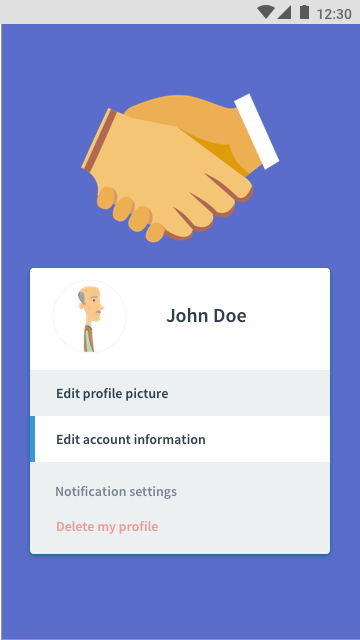 12:30
John Doe
Edit profile picture
Edit account information
Notification settings
Delete my profile